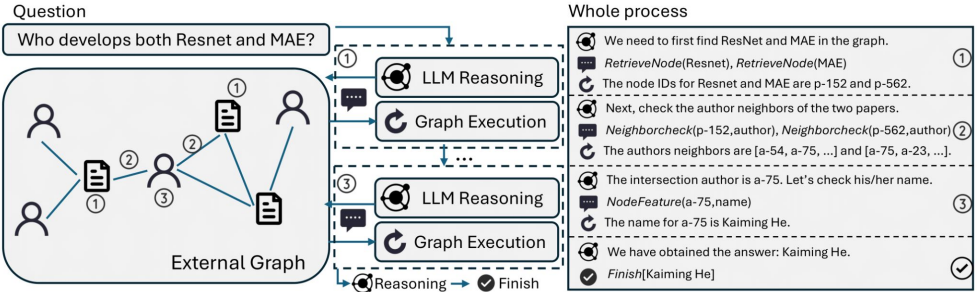 Question
Who develops both Resnet and MAE?
①
②
②
①
③
External Graph
①
LLM Reasoning
Graph Execution
...
③
LLM Reasoning
Graph Execution
Reasoning
Finish
Whole process
We need to first find ResNet and MAE in the graph.
RetrieveNode(Resnet), RetrieveNode(MAE)
①
The node IDs for Resnet and MAE are p-152 and p-562.
Next, check the author neighbors of the two papers.
Neighborcheck(p-152,author), Neighborcheck(p-562,author)
②
The authors neighbors are [a-54, a-75, ...] and [a-75, a-23, ...].
The intersection author is a-75. Let's check his/her name.
NodeFeature(a-75,name)
③
The name for a-75 is Kaiming He.
We have obtained the answer: Kaiming He.
Finish[Kaiming He]